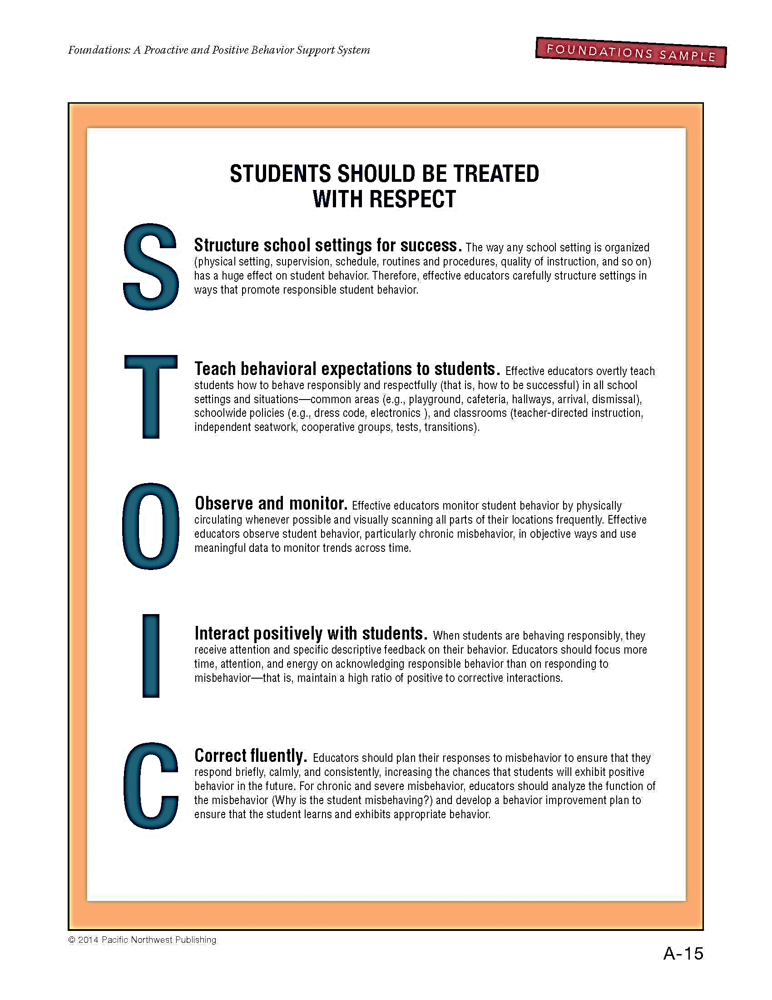 Foundations: A Proactive and Positive Behavior Support System
FOUNDATIONS SAMPLE
STUDENTS SHOULD BE TREATED
WITH RESPECT
S
Structure school settings for success. The way any school setting is organized
(physical setting, supervision, schedule, routines and procedures, quality of instruction, and so on)
has a huge effect on student behavior. Therefore, effective educators carefully structure settings in
ways that promote responsible student behavior.
T
Teach behavioral expectations to students. Effective educators overtly teach
students how to behave responsibly and respectfully (that is, how to be successful) in all school
settings and situations—common areas (e.g., playground, cafeteria, hallways, arrival, dismissal),
schoolwide policies (e.g., dress code, electronics ), and classrooms (teacher-directed instruction,
independent seatwork, cooperative groups, tests, transitions).
O
Observe and monitor. Effective educators monitor student behavior by physically
circulating whenever possible and visually scanning all parts of their locations frequently. Effective
educators observe student behavior, particularly chronic misbehavior, in objective ways and use
meaningful data to monitor trends across time.
I
Interact positively with students. When students are behaving responsibly, they
receive attention and specific descriptive feedback on their behavior. Educators should focus more
time, attention, and energy on acknowledging responsible behavior than on responding to
misbehavior—that is, maintain a high ratio of positive to corrective interactions.
C
Correct fluently. Educators should plan their responses to misbehavior to ensure that they
respond briefly, calmly, and consistently, increasing the chances that students will exhibit positive
behavior in the future. For chronic and severe misbehavior, educators should analyze the function of
the misbehavior (Why is the student misbehaving?) and develop a behavior improvement plan to
ensure that the student learns and exhibits appropriate behavior.
© 2014 Pacific Northwest Publishing
A-15